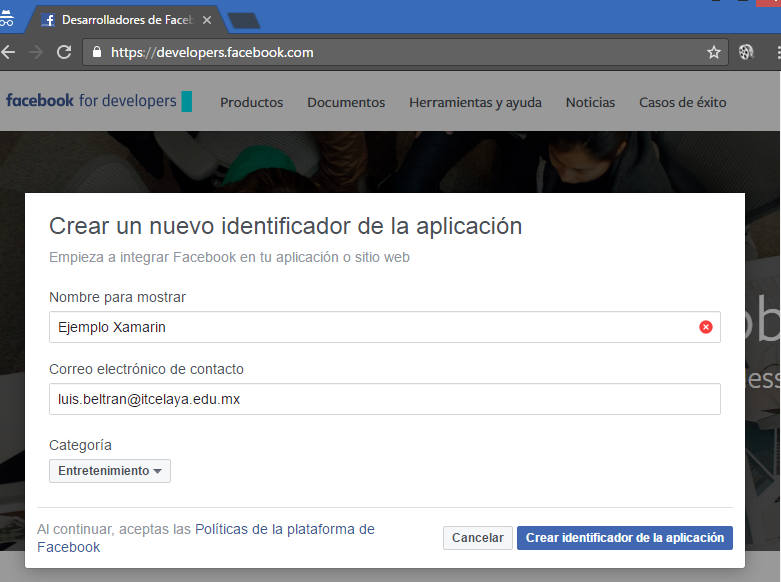 Desarrolladores de Faceb
https://developers.facebook.com
facebook for developers Productos Documentos Herramientas y ayuda Noticias Casos de éxito
Crear un nuevo identificador de la aplicación
Empieza a integrar Facebook en tu aplicación o sitio web
Nombre para mostrar
Ejemplo Xamarin
Correo electrónico de contacto
luis.beltran@itcelaya.edu.mx
Categoría
Entretenimiento
Al continuar, aceptas las Políticas de la plataforma de
Facebook
Cancelar Crear identificador de la aplicación